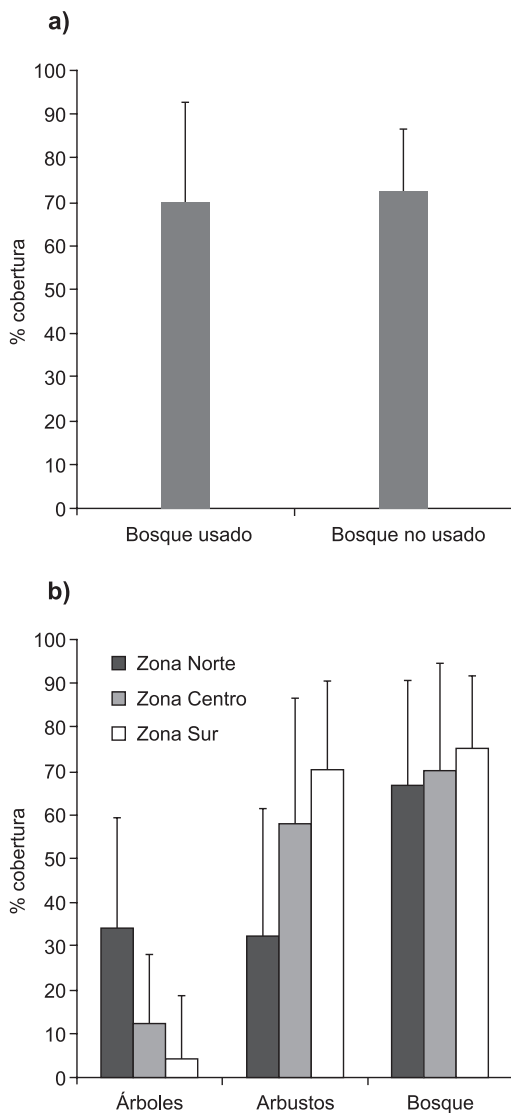 a)
100
90
80
70
60
50
40
30
20
10
0
% cobertura
Bosque usado
Bosque no usado
b)
100
90
80
70
60
50
40
30
20
10
0
% cobertura
Zona Norte
Zona Centro
Zona Sur
Árboles
Arbustos
Bosque